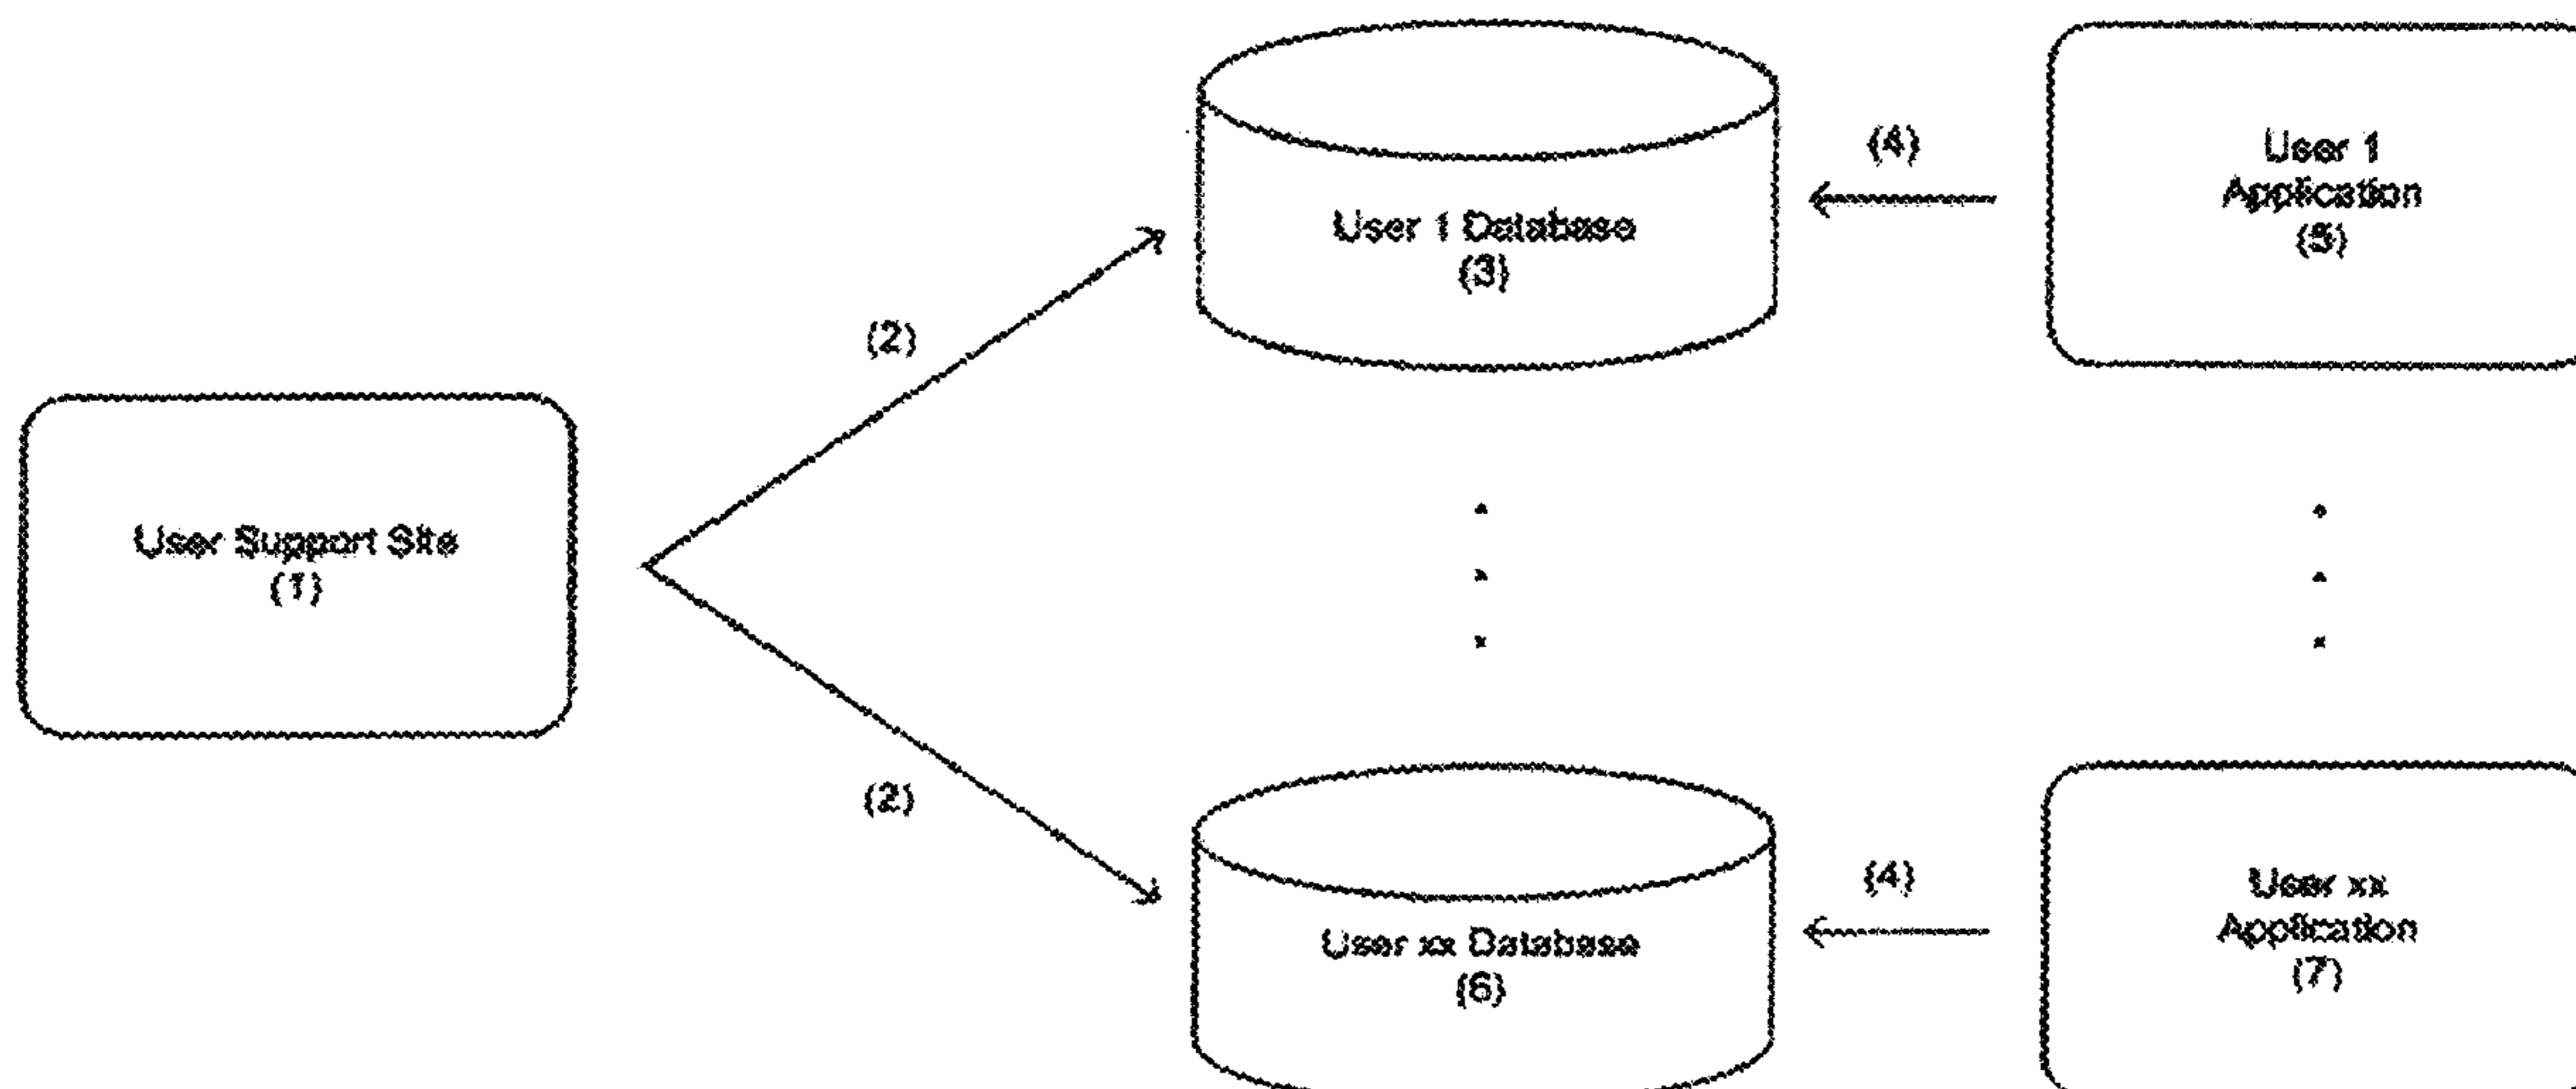 (4)
User 1
Application
(5)
User 1 Database
(3)
(2)
User Support Site
(1)
(2)
(4)
User xx
Application
(7)
User xx Database
(6)